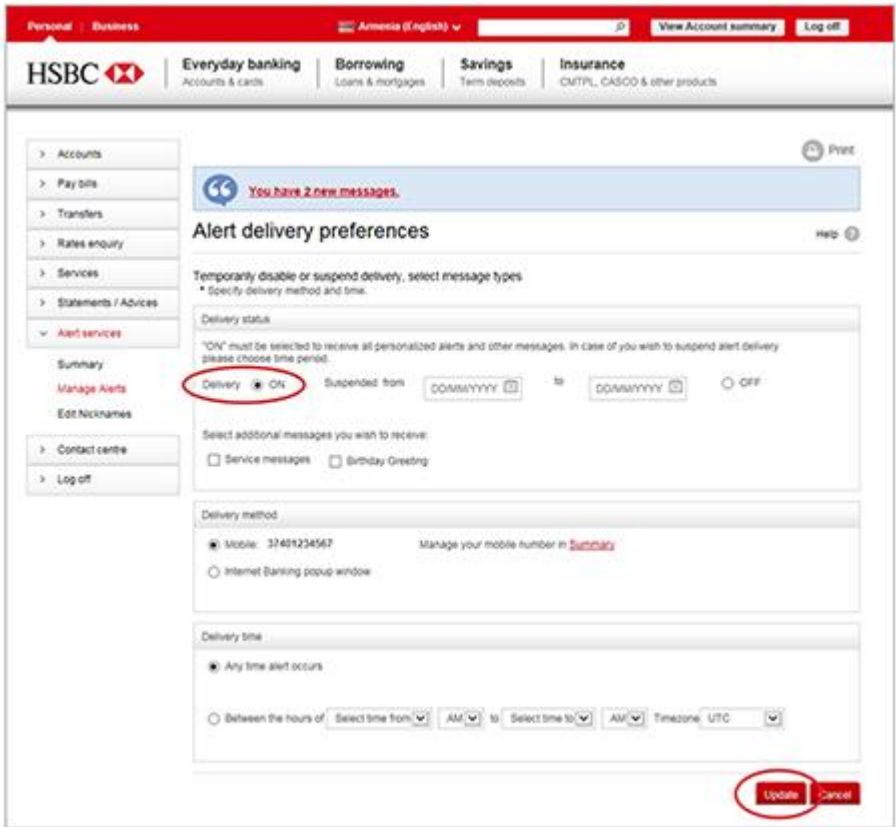 Personal Business Armenia (English) View Account summary Log off
HSBC Everyday banking Borrowing Savings Insurance
Accounts & cards Loans & mortgages Term deposits CMTPL, CASCO & other products
Print
> Accounts
> Pay bills
> Transfers
> Rates enquiry
> Services
> Statements / Advices
Alert services
Summary
Manage Alerts
Edit Nicknames
> Contact centre
> Log off
You have 2 new messages.
Alert delivery preferences Help
Temporarily disable or suspend delivery, select message types
* Specify delivery method and time.
Delivery status
"ON" must be selected to receive all personalized alerts and other messages. In case of you wish to suspend alert delivery
please choose time period.
Delivery ON Suspended from DD/MM/YYYY to DD/MM/YYYY OFF
Select additional messages you wish to receive:
Service messages Birthday Greeting
Delivery method
Mobile: 37401234567 Manage your mobile number in Summary
Internet Banking popup window
Delivery time
Any time alert occurs
Between the hours of Select time from AM to Select time to AM Timezone UTC
Update Cancel